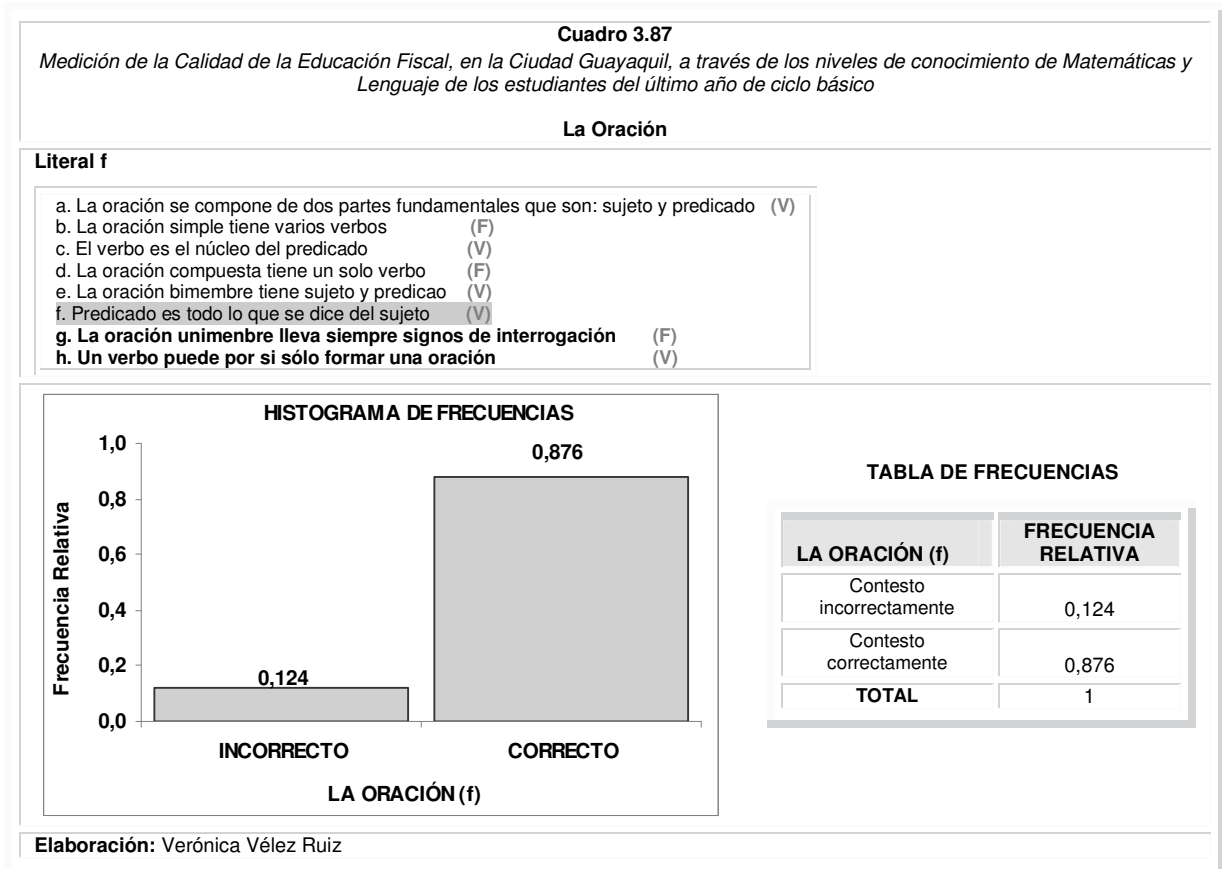 Cuadro 3.87
Medición de la Calidad de la Educación Fiscal, en la Ciudad Guayaquil, a través de los niveles de conocimiento de Matemáticas y
Lenguaje de los estudiantes del último año de ciclo básico
La Oración
Literal f
a. La oración se compone de dos partes fundamentales que son: sujeto y predicado (V)
b. La oración simple tiene varios verbos (F)
c. El verbo es el núcleo del predicado (V)
d. La oración compuesta tiene un solo verbo (F)
e. La oración bimembre tiene sujeto y predicao (V)
f. Predicado es todo lo que se dice del sujeto (V)
g. La oración unimenbre lleva siempre signos de interrogación (F)
h. Un verbo puede por si sólo formar una oración (V)
HISTOGRAMA DE FRECUENCIAS
Frecuencia Relativa
1,0
0,8
0,6
0,4
0,2
0,0
0,124
0,876
INCORRECTO CORRECTO
LA ORACIÓN (f)
TABLA DE FRECUENCIAS
LA ORACIÓN (f) FRECUENCIA RELATIVA
Contesto
incorrectamente 0,124
Contesto
correctamente 0,876
TOTAL 1
Elaboración: Verónica Vélez Ruiz